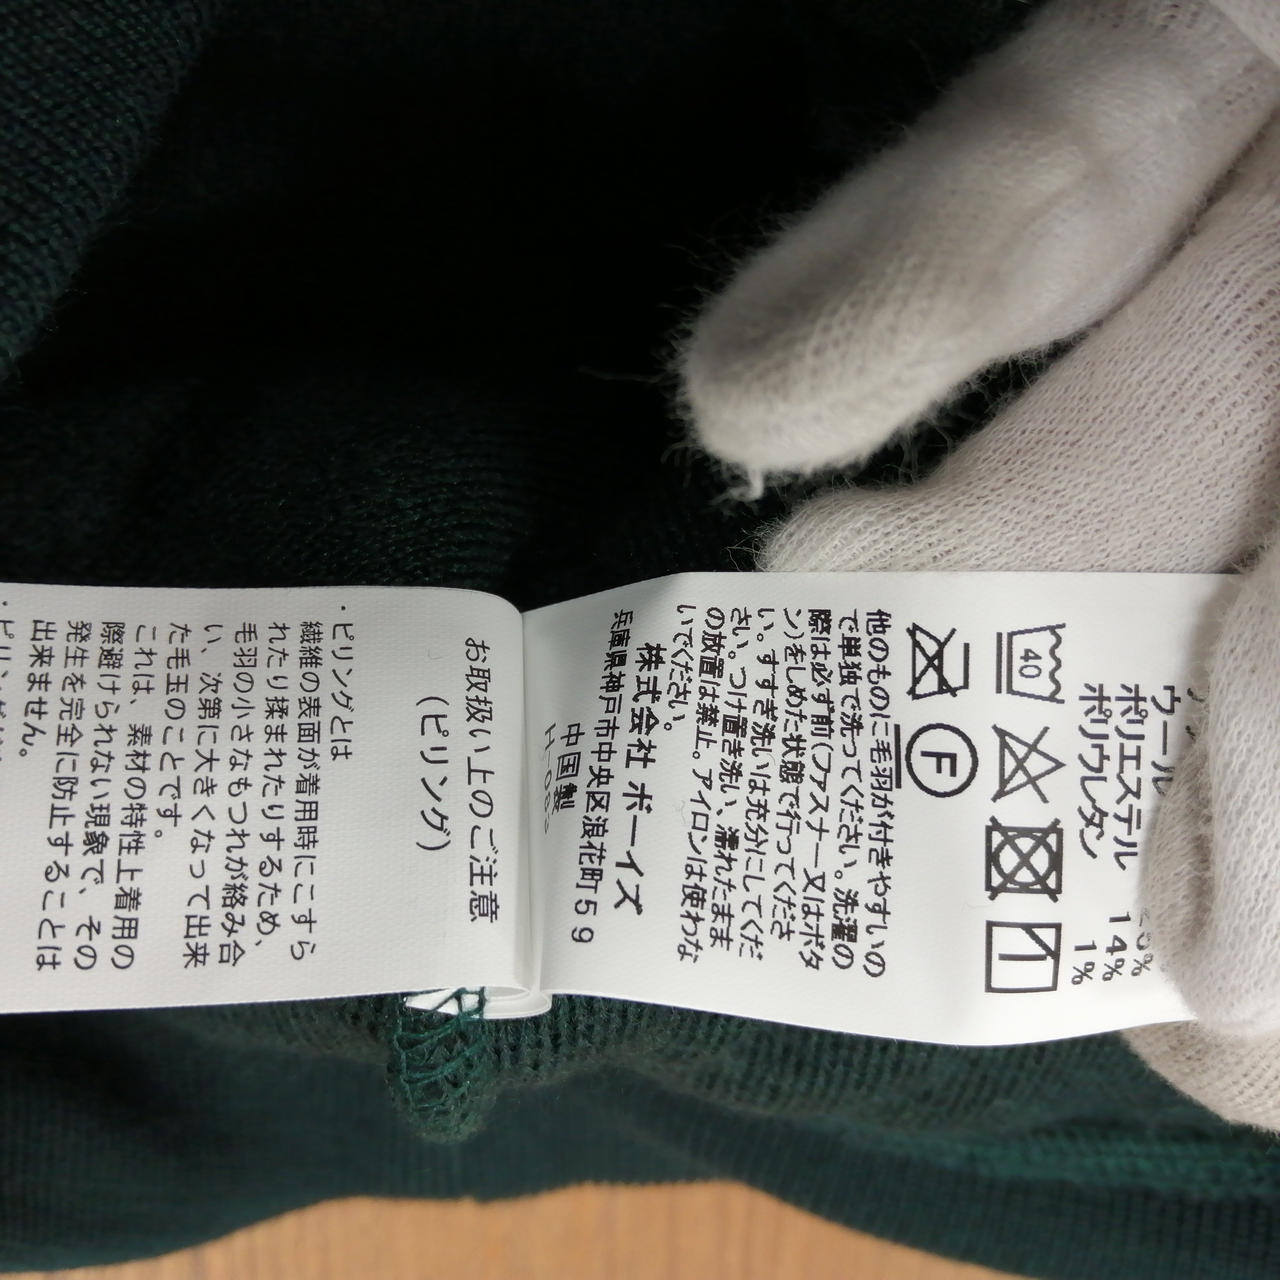 ウール
ポリエステル 14%
ポリウレタン 1%
40
F
他のものに毛羽が付きやすいの
で単独で洗ってください。洗濯の
際は必ず前(ファスナー又はボタ
ン)をしめた状態で行ってくださ
い。すすぎ洗いは充分にしてくだ
さい。つけ置き洗い、濡れたまま
の放置は禁止。アイロンは使わな
いでください。
株式会社 ボーイズ
兵庫県神戸市中央区浪花町59
中国製
お取扱い上のご注意
(ピリング)
・ピリングとは
繊維の表面が着用時にこすら
れたり揉まれたりするため、
毛羽の小さなもつれが絡み合
い、次第に大きくなって出来
た毛玉のことです。
これは、素材の特性上着用の
際避けられない現象で、その
発生を完全に防止することは
出来ません。